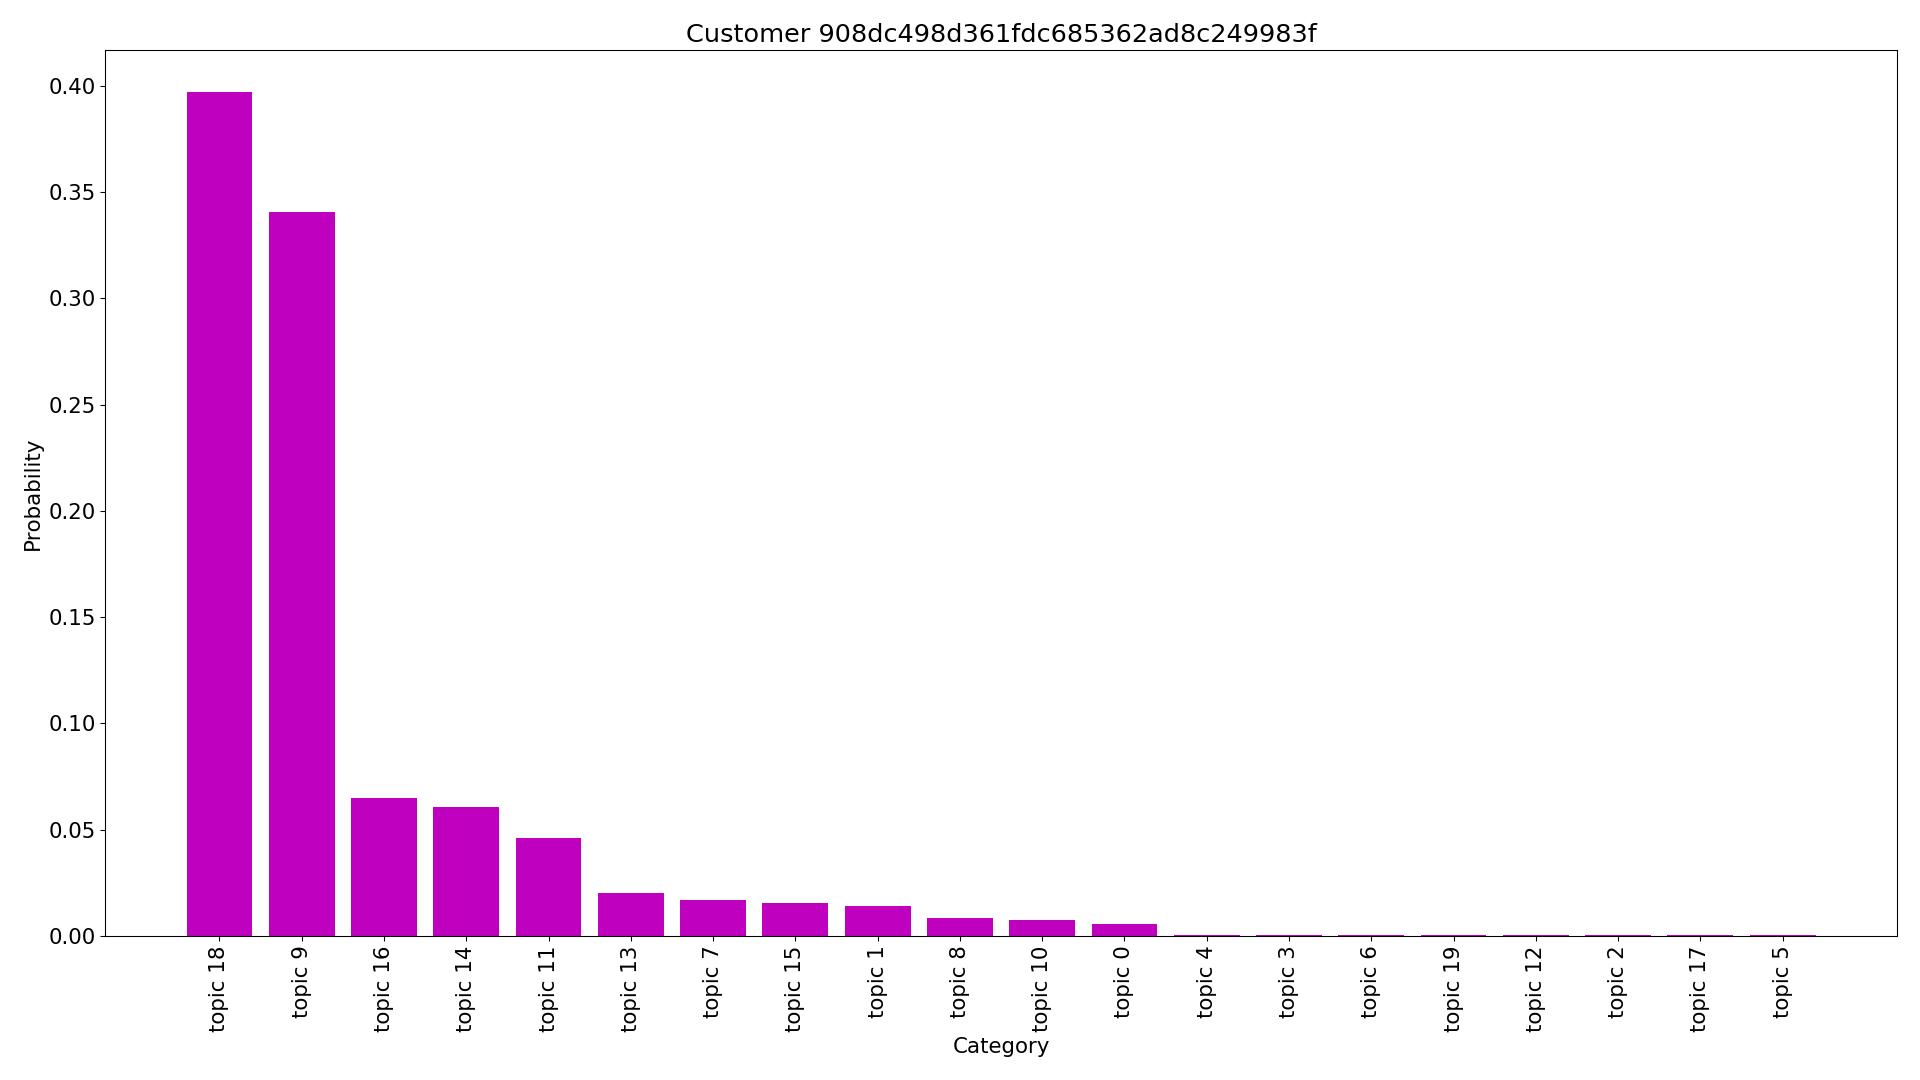 Customer 908dc498d361fdc685362ad8c249983f
0.40
0.35
0.30
0.25
0.20
0.15
0.10
0.05
0.00
Probability
topic 18
topic 9
topic 16
topic 14
topic 11
topic 13
topic 7
topic 15
topic 1
topic 8
topic 10
topic 0
topic 4
topic 3
topic 6
topic 19
topic 12
topic 2
topic 17
topic 5
Category